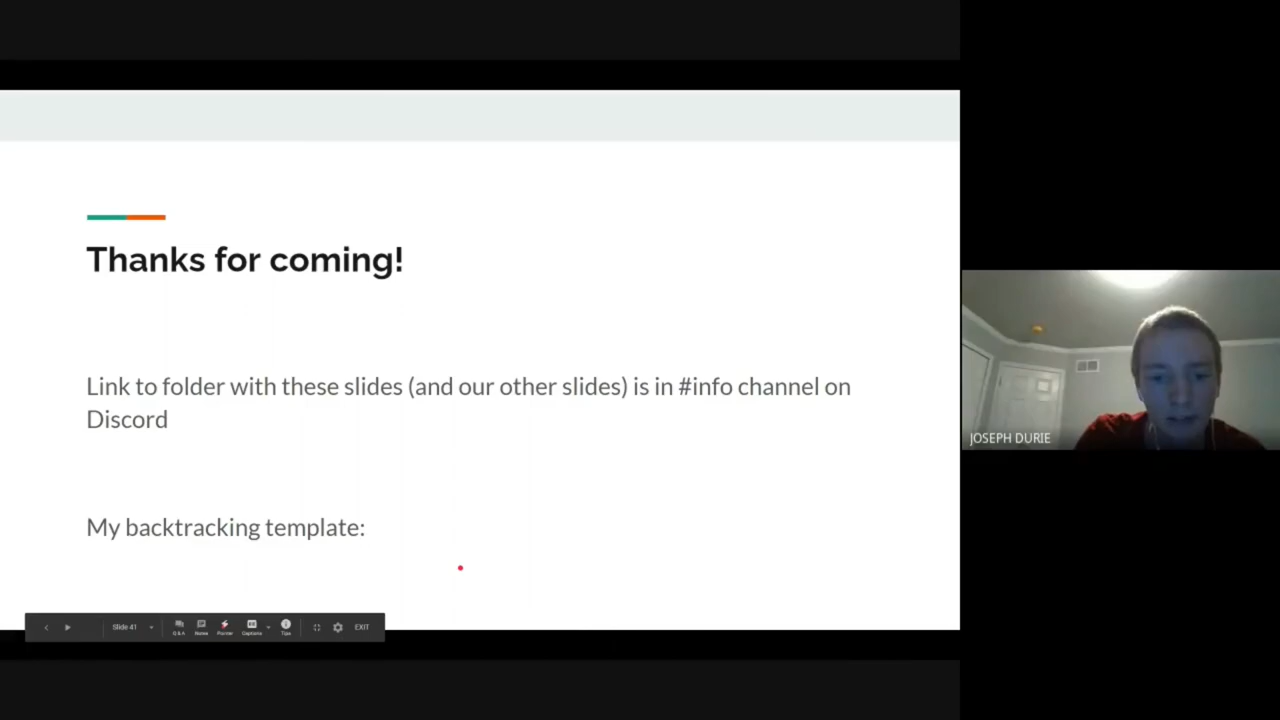 Thanks for coming!
Link to folder with these slides (and our other slides) is in #info channel on
Discord
My backtracking template:
JOSEPH DURIE
Slide 41
Q & A
Notes
Pointer
Captions
Tips
EXIT